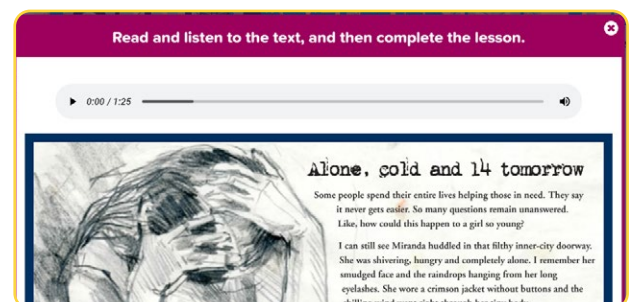 Read and listen to the text, and then complete the lesson.
0:00 / 1:25
Alone, cold and 14 tomorrow
Some people spend their entire lives helping those in need. They say
it never gets easier. So many questions remain unanswered.
Like, how could this happen to a girl so young?
I can still see Miranda huddled in that filthy inner-city doorway.
She was shivering, hungry and completely alone. I remember her
smudged face and the raindrops hanging from her long
eyelashes. She wore a crimson jacket without buttons and the